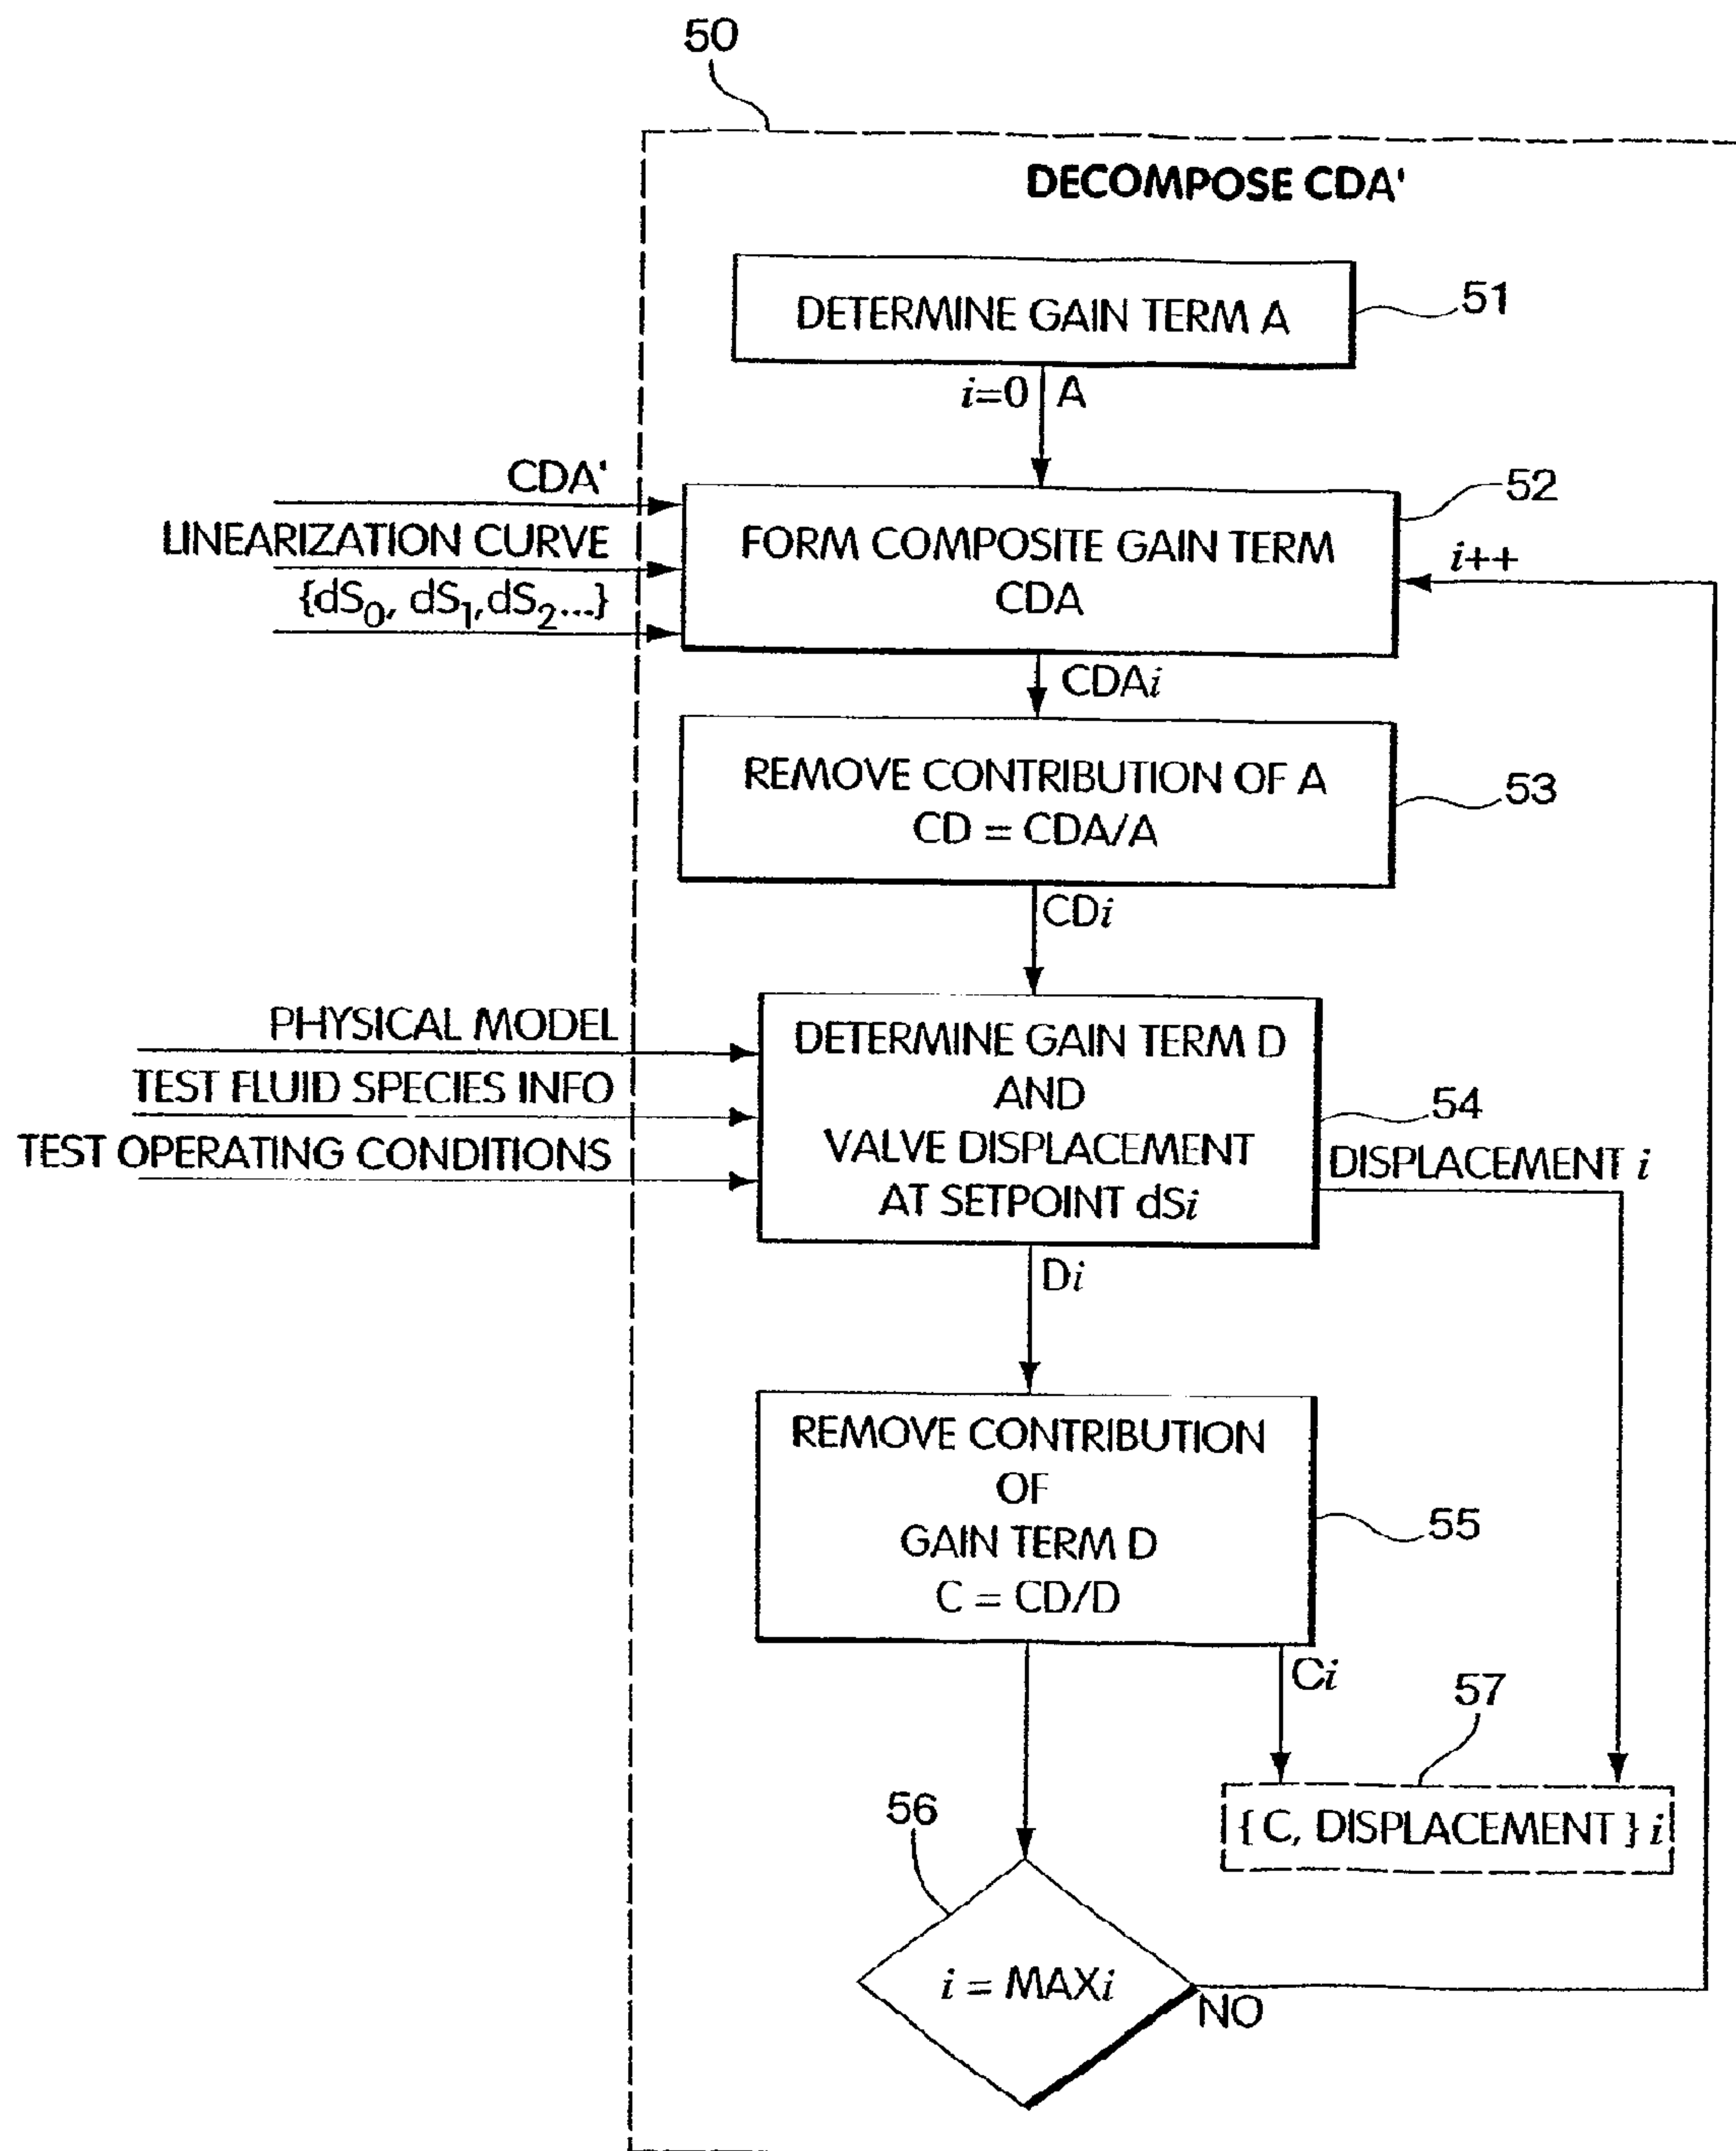 50
DECOMPOSE CDA'
DETERMINE GAIN TERM A
51
i=0
A
CDA'
LINEARIZATION CURVE
{dS0, dS1,dS2...}
FORM COMPOSITE GAIN TERM
CDA
52
i++
CDAi
REMOVE CONTRIBUTION OF A
CD = CDA/A
53
CDi
PHYSICAL MODEL
TEST FLUID SPECIES INFO
TEST OPERATING CONDITIONS
DETERMINE GAIN TERM D
AND
VALVE DISPLACEMENT
AT SETPOINT dSi
54
DISPLACEMENT i
Di
REMOVE CONTRIBUTION
OF
GAIN TERM D
C = CD/D
55
Ci
57
{ C, DISPLACEMENT } i
56
i = MAXi
NO